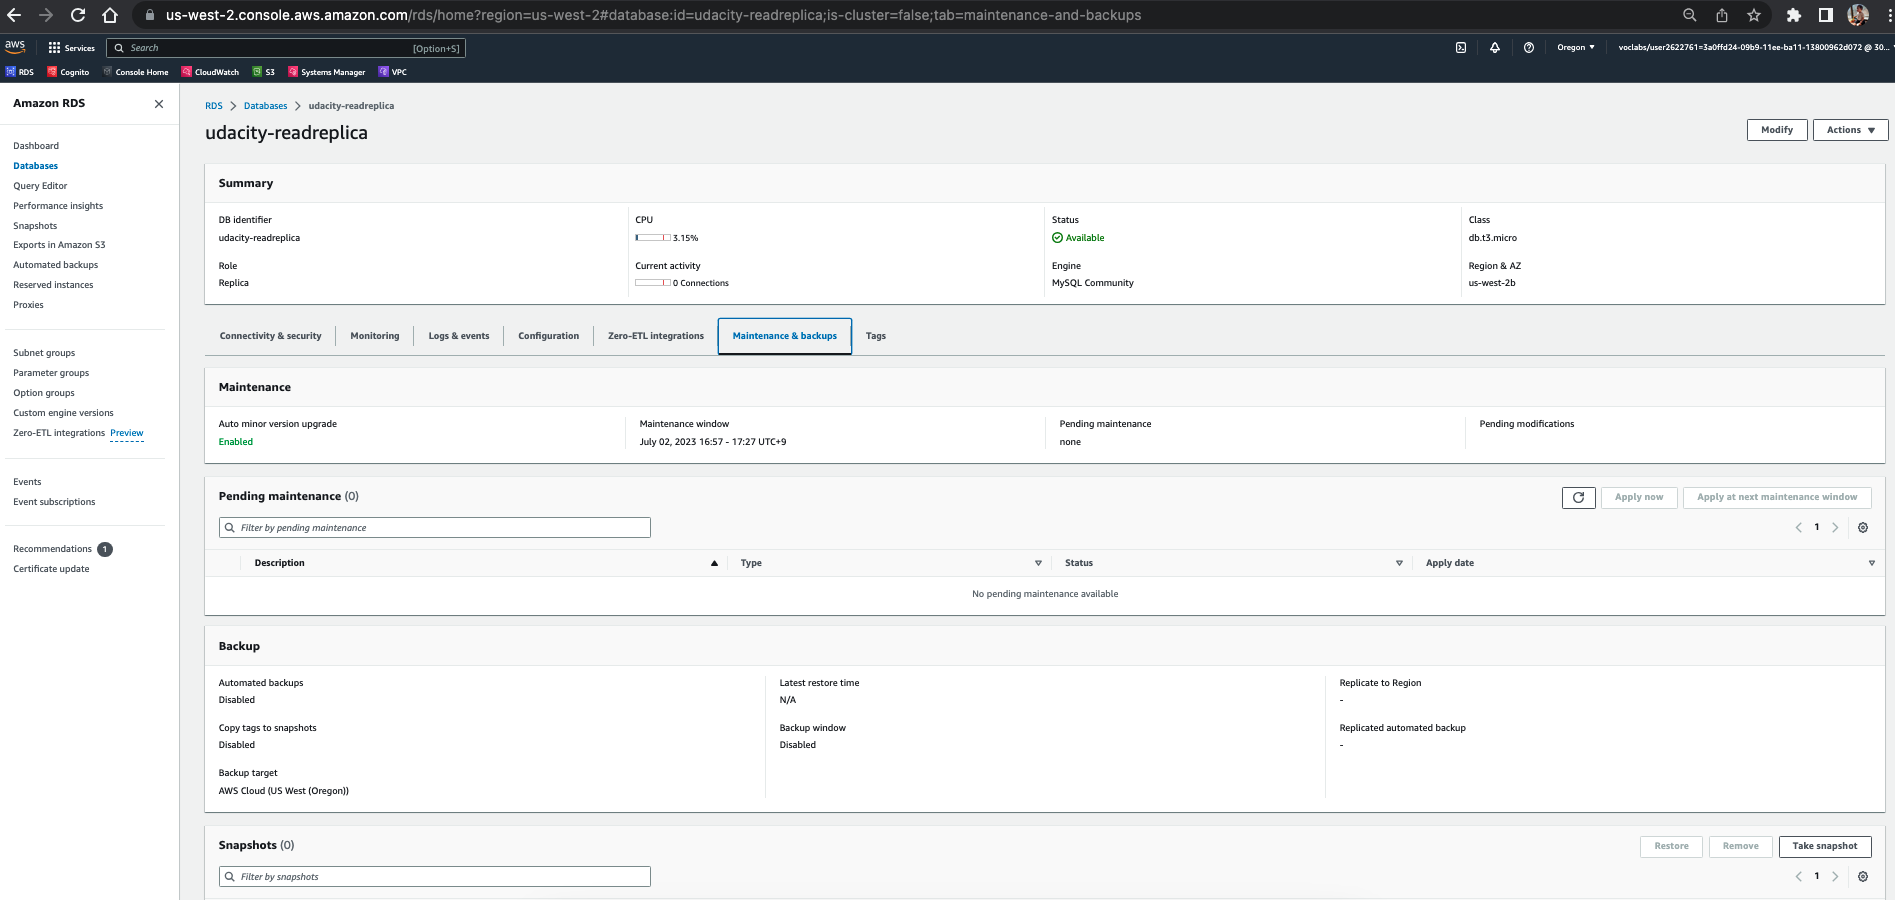 us-west-2.console.aws.amazon.com/rds/home?region=us-west-2#database:id=udacity-readreplica;is-cluster=false;tab=maintenance-and-backups
aws Services Search [Option+S] Oregon ▼ voclabs/user2622761=3a0ffd24-09b9-11ee-ba11-13800962d072 @ 30...
RDS Cognito Console Home CloudWatch S3 Systems Manager VPC
Amazon RDS
Dashboard
Databases
Query Editor
Performance insights
Snapshots
Exports in Amazon S3
Automated backups
Reserved instances
Proxies
Subnet groups
Parameter groups
Option groups
Custom engine versions
Zero-ETL integrations Preview
Events
Event subscriptions
Recommendations 1
Certificate update
RDS > Databases > udacity-readreplica
udacity-readreplica
Modify Actions ▼
Summary
DB identifier
udacity-readreplica
Role
Replica
CPU
3.15%
Current activity
0 Connections
Status
Available
Engine
MySQL Community
Class
db.t3.micro
Region & AZ
us-west-2b
Connectivity & security Monitoring Logs & events Configuration Zero-ETL integrations Maintenance & backups Tags
Maintenance
Auto minor version upgrade
Enabled
Maintenance window
July 02, 2023 16:57 - 17:27 UTC+9
Pending maintenance
none
Pending modifications
Pending maintenance (0)
Apply now Apply at next maintenance window
Filter by pending maintenance
< 1 >
Description Type Status Apply date
No pending maintenance available
Backup
Automated backups
Disabled
Copy tags to snapshots
Disabled
Backup target
AWS Cloud (US West (Oregon))
Latest restore time
N/A
Backup window
Disabled
Replicate to Region
-
Replicated automated backup
-
Snapshots (0)
Restore Remove Take snapshot
Filter by snapshots
< 1 >